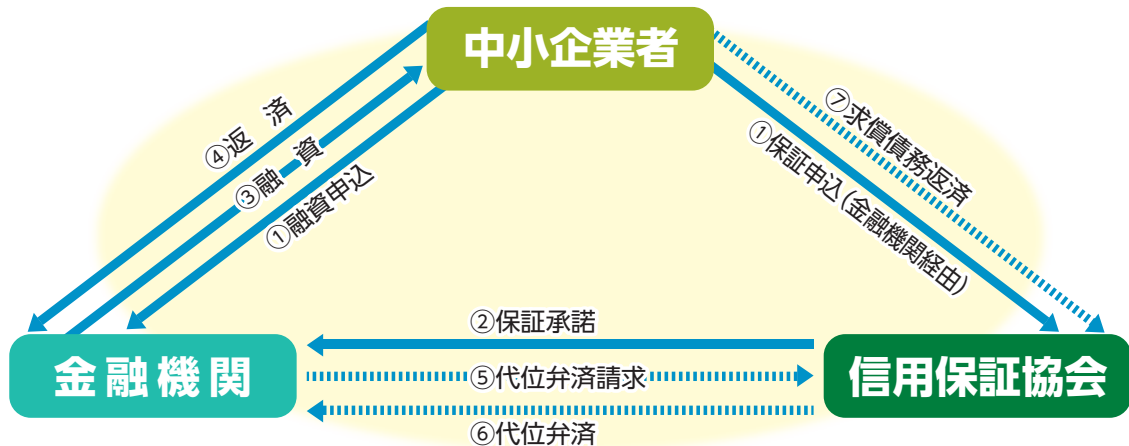 中小企業者
④返 済
③融 資
①融資申込
⑦求償債務返済
①保証申込(金融機関経由)
②保証承諾
金融機関
⑤代位弁済請求
信用保証協会
⑥代位弁済